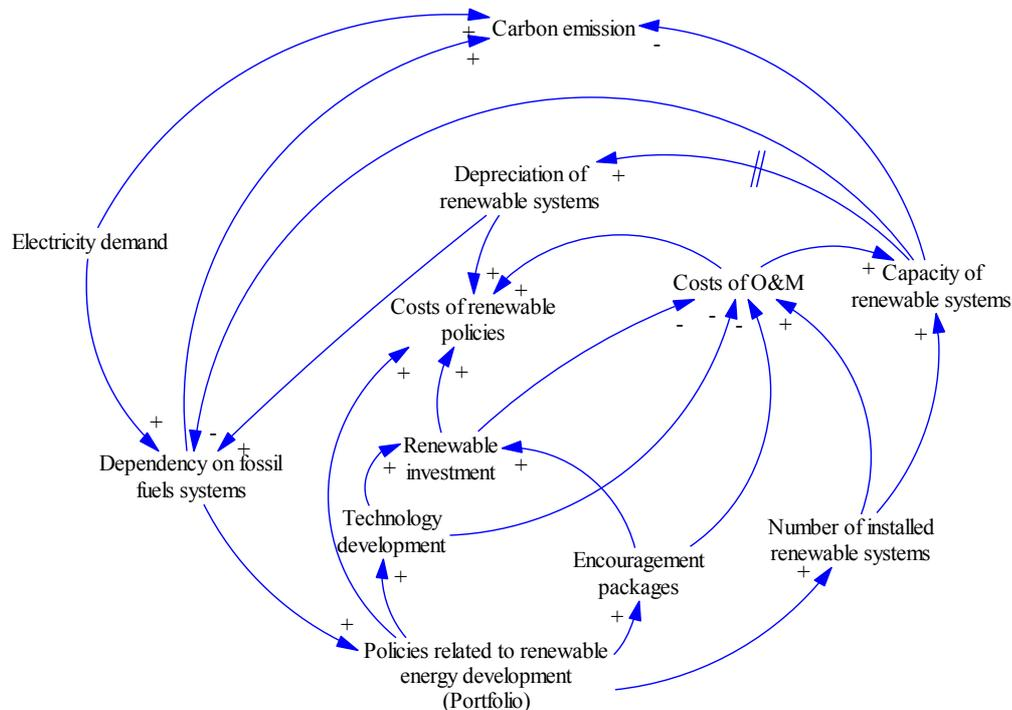 Carbon emission
+
+
-
Depreciation of
renewable systems
+
Electricity demand
Costs of O&M
+
Capacity of
renewable systems
+
+
Costs of renewable
policies
-
-
-
+
+
+
+
+
-
+
Dependency on fossil
fuels systems
Renewable
investment
+
+
Technology
development
+
Encouragement
packages
+
Number of installed
renewable systems
+
+
Policies related to renewable
energy development
(Portfolio)